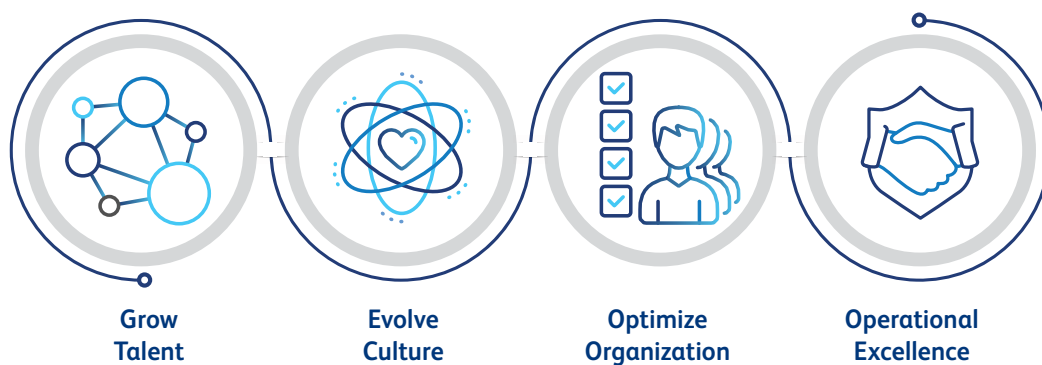 Grow
Talent
Evolve
Culture
Optimize
Organization
Operational
Excellence